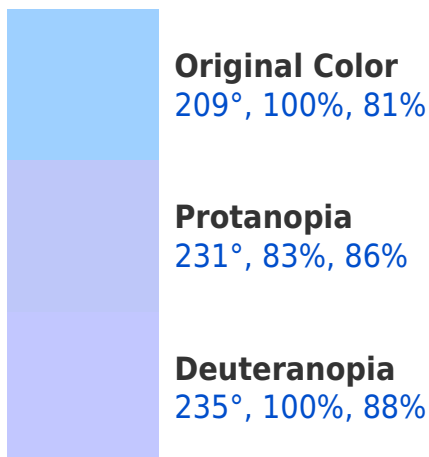 Original Color
209°, 100%, 81%
Protanopia
231°, 83%, 86%
Deuteranopia
235°, 100%, 88%